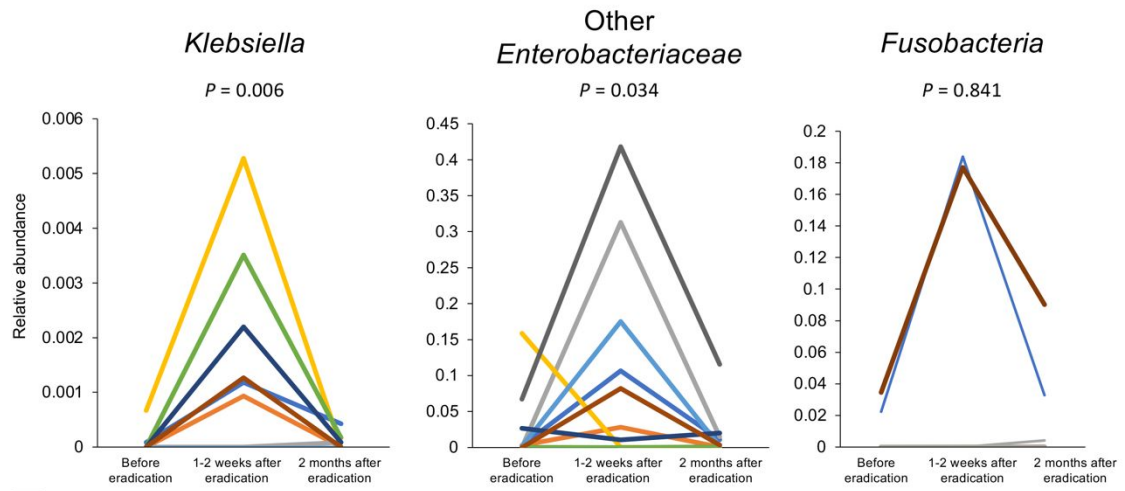 Klebsiella
P = 0.006
Relative abundance
0.006
0.005
0.004
0.003
0.002
0.001
0
Before
eradication
1-2 weeks after
eradication
2 months after
eradication
Other
Enterobacteriaceae
P = 0.034
0.45
0.4
0.35
0.3
0.25
0.2
0.15
0.1
0.05
0
Before
eradication
1-2 weeks after
eradication
2 months after
eradication
Fusobacteria
P = 0.841
0.2
0.18
0.16
0.14
0.12
0.1
0.08
0.06
0.04
0.02
0
Before
eradication
1-2 weeks after
eradication
2 months after
eradication